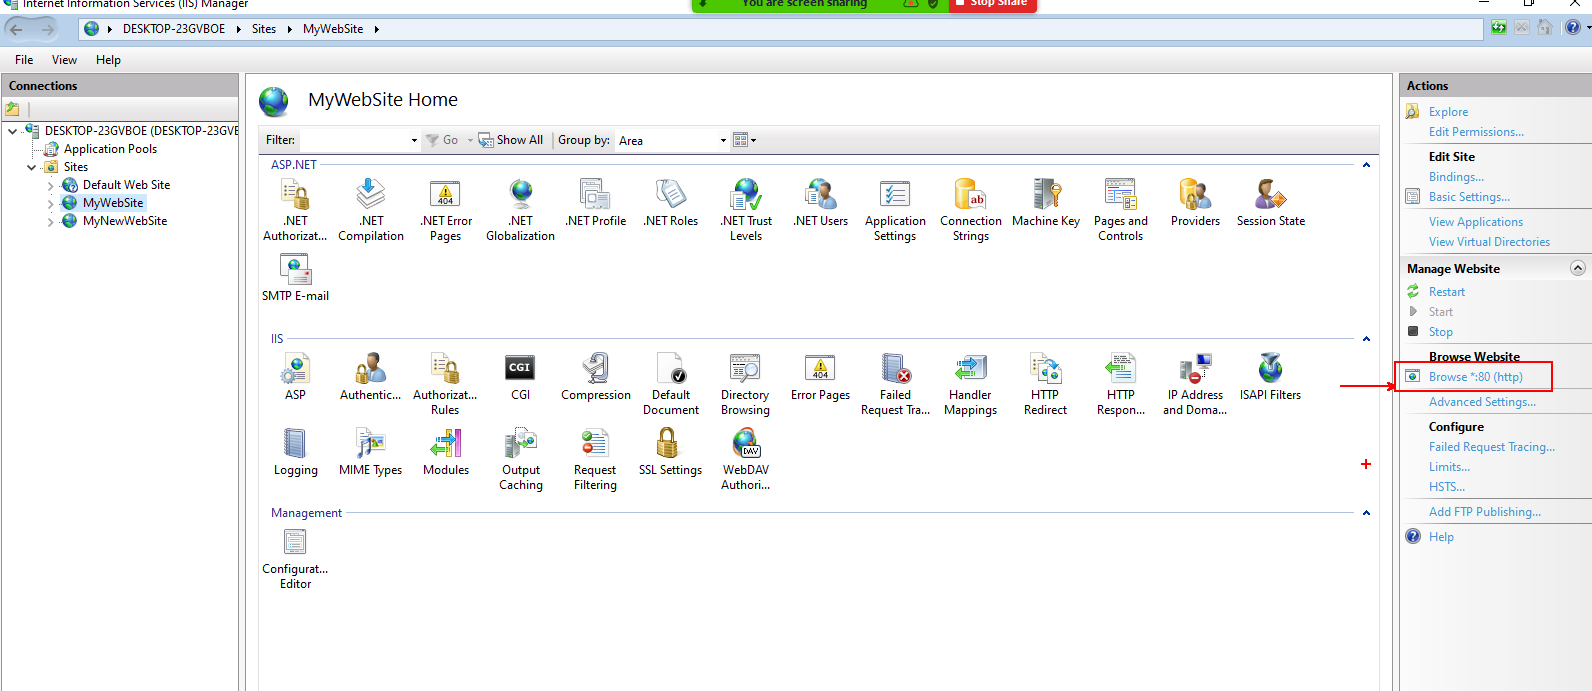 Internet Information Services (IIS) Manager
You are screen sharing
Stop Share
DESKTOP-23GVBOE
Sites
MyWebSite
File
View
Help
Connections
DESKTOP-23GVBOE (DESKTOP-23GVE
Application Pools
Sites
Default Web Site
MyWebSite
MyNewWebSite
MyWebSite Home
Filter:
Go
Show All
Group by:
Area
ASP.NET
.NET Authorizat...
.NET Compilation
.NET Error Pages
.NET Globalization
.NET Profile
.NET Roles
.NET Trust Levels
.NET Users
Application Settings
Connection Strings
Machine Key
Pages and Controls
Providers
Session State
SMTP E-mail
IIS
ASP
Authentic...
Authorizat... Rules
CGI
Compression
Default Document
Directory Browsing
Error Pages
Failed Request Tra...
Handler Mappings
HTTP Redirect
HTTP Respon...
IP Address and Doma...
ISAPI Filters
Logging
MIME Types
Modules
Output Caching
Request Filtering
SSL Settings
WebDAV Authori...
Management
Configurat... Editor
Actions
Explore
Edit Permissions...
Edit Site
Bindings...
Basic Settings...
View Applications
View Virtual Directories
Manage Website
Restart
Start
Stop
Browse Website
Browse *:80 (http)
Advanced Settings...
Configure
Failed Request Tracing...
Limits...
HSTS...
Add FTP Publishing...
Help